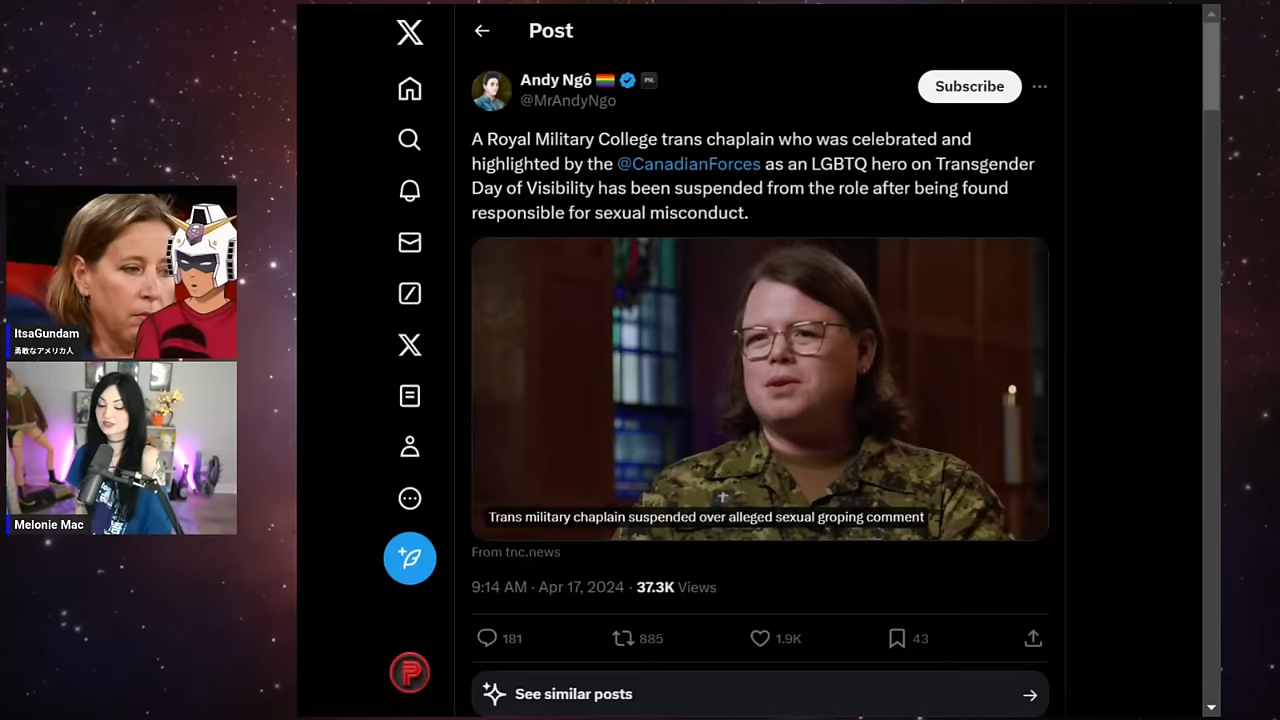 Post
Andy Ngô
@MrAndyNgo
Subscribe
A Royal Military College trans chaplain who was celebrated and
highlighted by the @CanadianForces as an LGBTQ hero on Transgender
Day of Visibility has been suspended from the role after being found
responsible for sexual misconduct.
Trans military chaplain suspended over alleged sexual groping comment
From tnc.news
9:14 AM · Apr 17, 2024 · 37.3K Views
181
885
1.9K
43
See similar posts
ItsaGundam
勇敢なアメリカ人
Melonie Mac